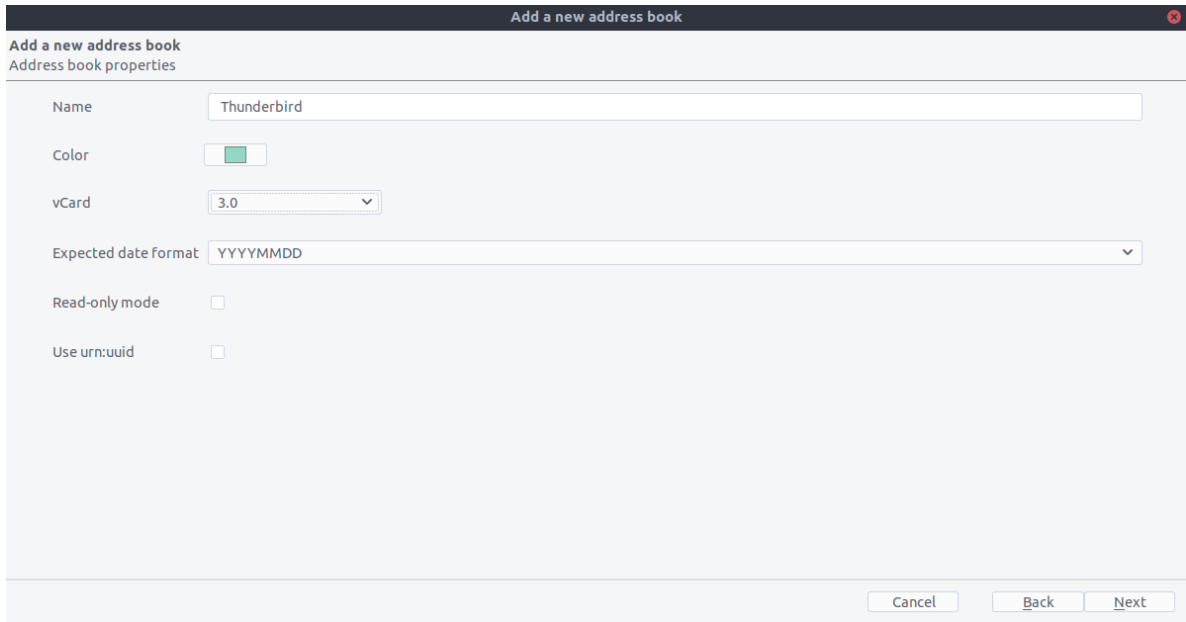 Add a new address book
Add a new address book
Address book properties
Name Thunderbird
Color
vCard 3.0
Expected date format YYYYMMDD
Read-only mode
Use urn:uuid
Cancel Back Next